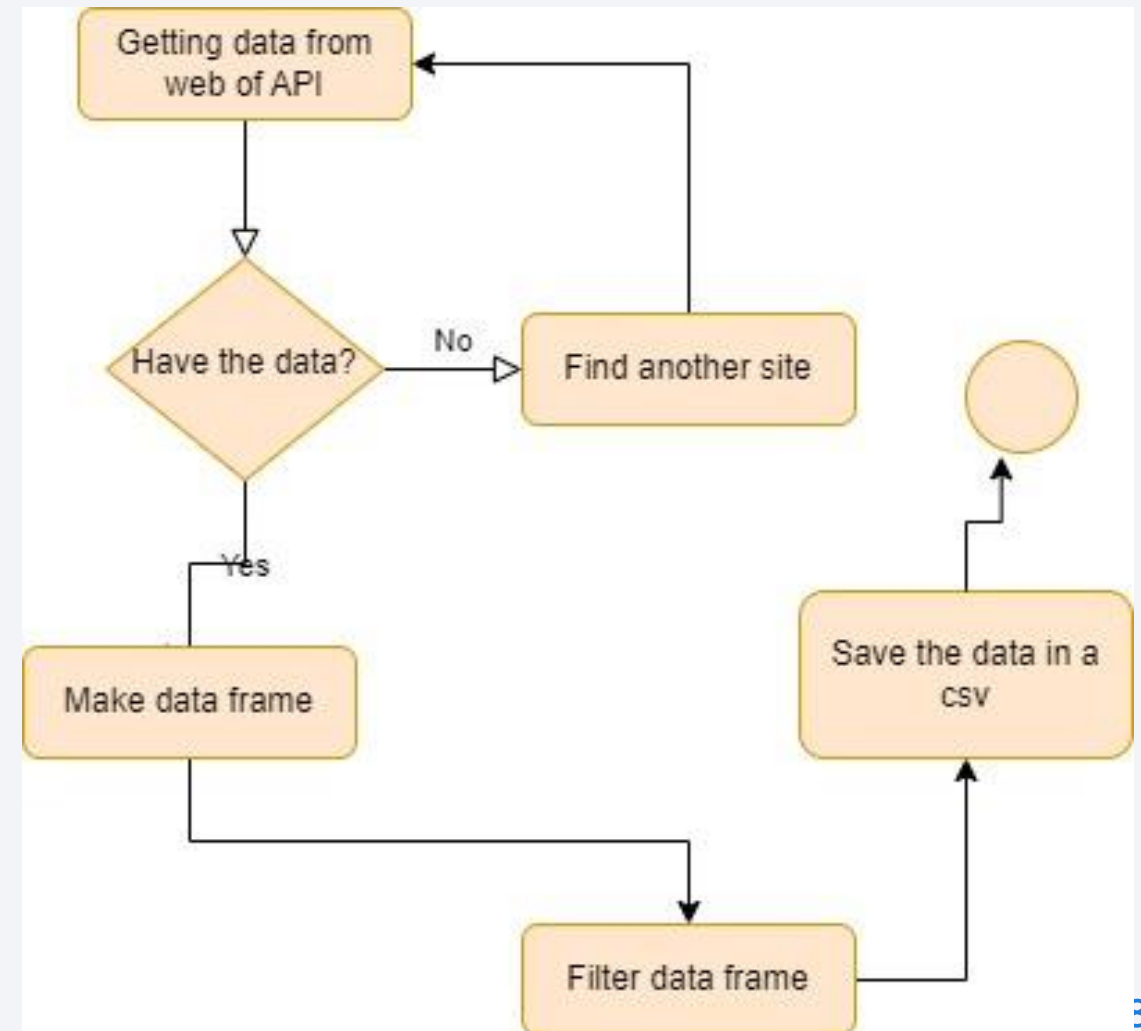 Getting data from
web of API
Have the data?
No
Find another site
Yes
Make data frame
Save the data in a
csv
Filter data frame